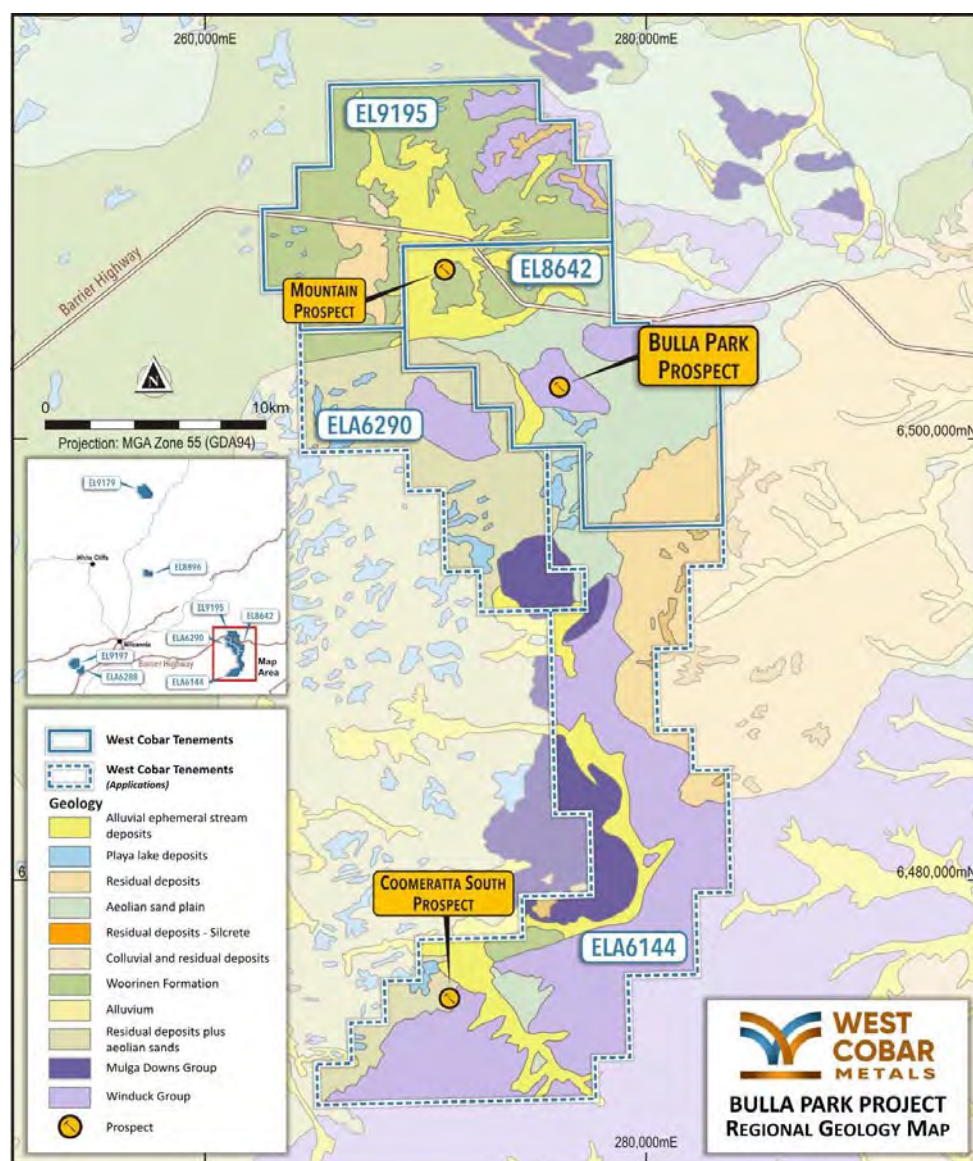 260,000mE
280,000mE
EL9195
Barrier Highway
EL8642
MOUNTAIN
PROSPECT
BULLA PARK
PROSPECT
N
0
10km
Projection: MGA Zone 55 (GDA94)
ELA6290
6,500,000mN
EL9179
White Cliffs
EL8896
EL9195
EL8642
ELA6290
Wilcannia
EL9197
Barrier Highway
Map
Area
ELA6288
ELA6144
West Cobar Tenements
West Cobar Tenements
(Applications)
Geology
Alluvial ephemeral stream
deposits
Playa lake deposits
Residual deposits
Aeolian sand plain
Residual deposits - Silcrete
Colluvial and residual deposits
Woorinen Formation
Alluvium
Residual deposits plus
aeolian sands
Mulga Downs Group
Winduck Group
Prospect
6
6,480,000mN
COOMERATTA SOUTH
PROSPECT
ELA6144
WEST
COBAR
METALS
BULLA PARK PROJECT
REGIONAL GEOLOGY MAP
280,000mE